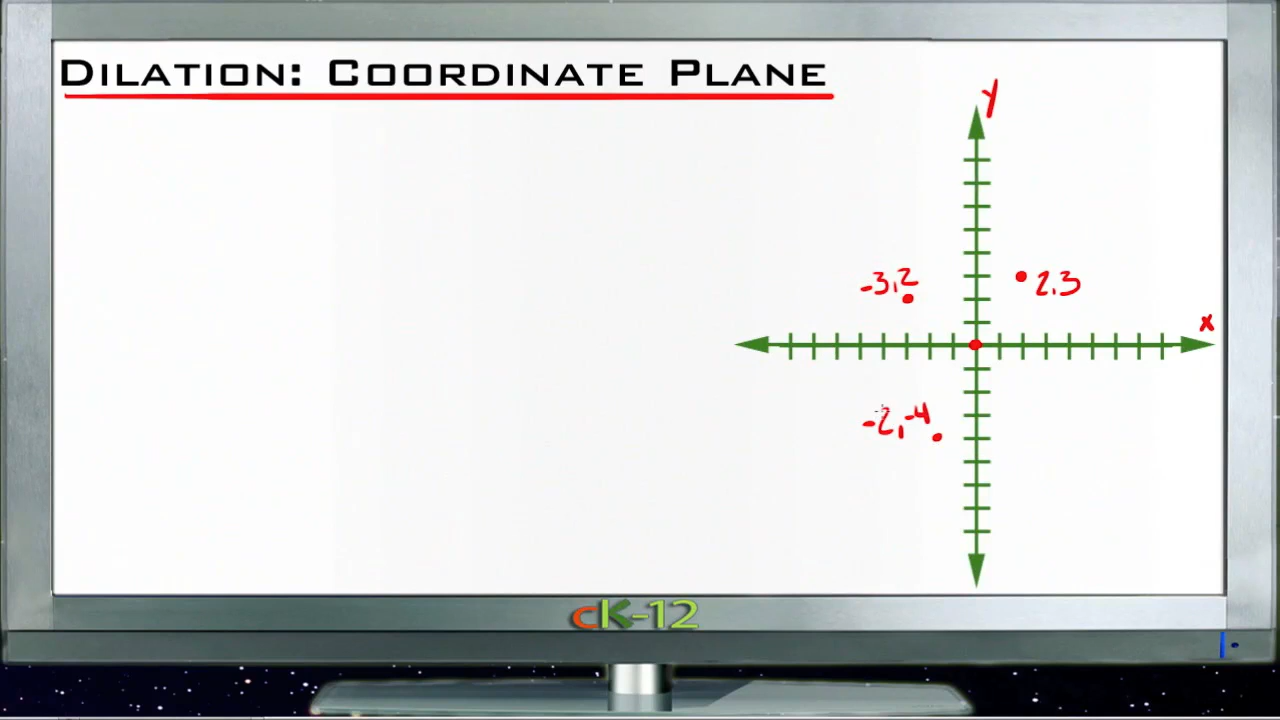 DILATION: COORDINATE PLANE
y
-3,2
2,3
x
-2,-4
cK-12